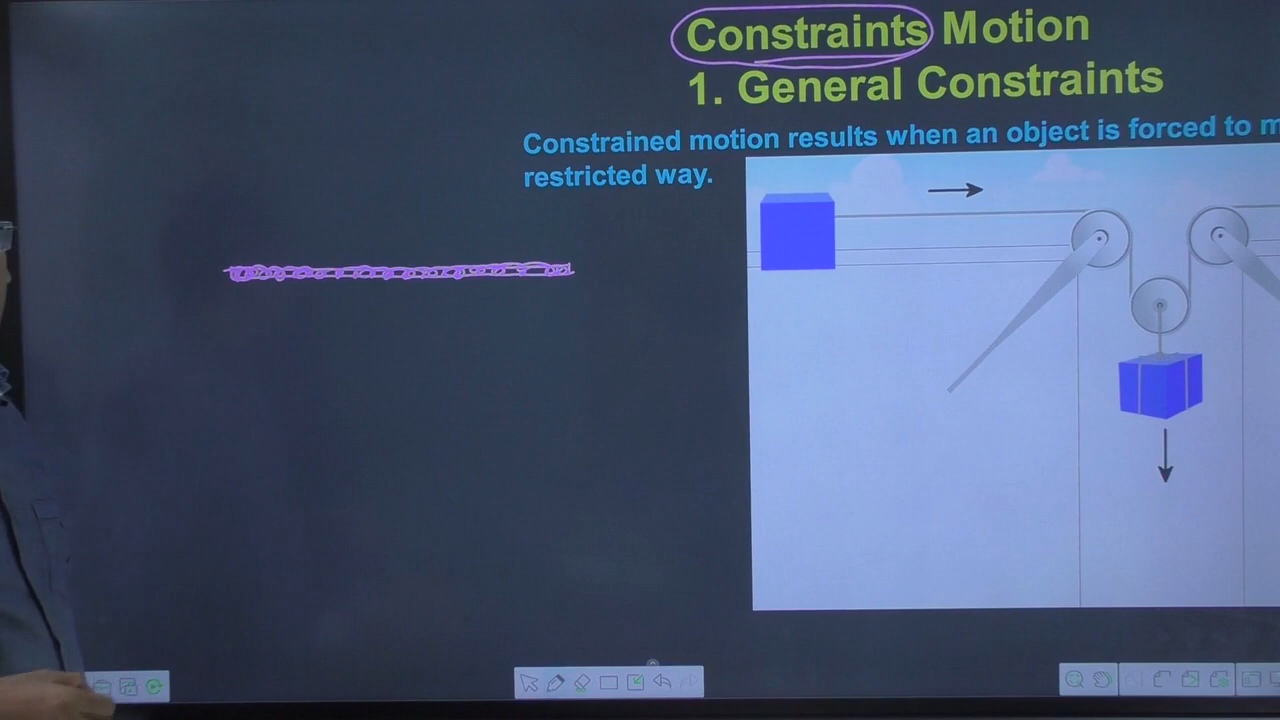 Constraints Motion
1. General Constraints
Constrained motion results when an object is forced to
restricted way.